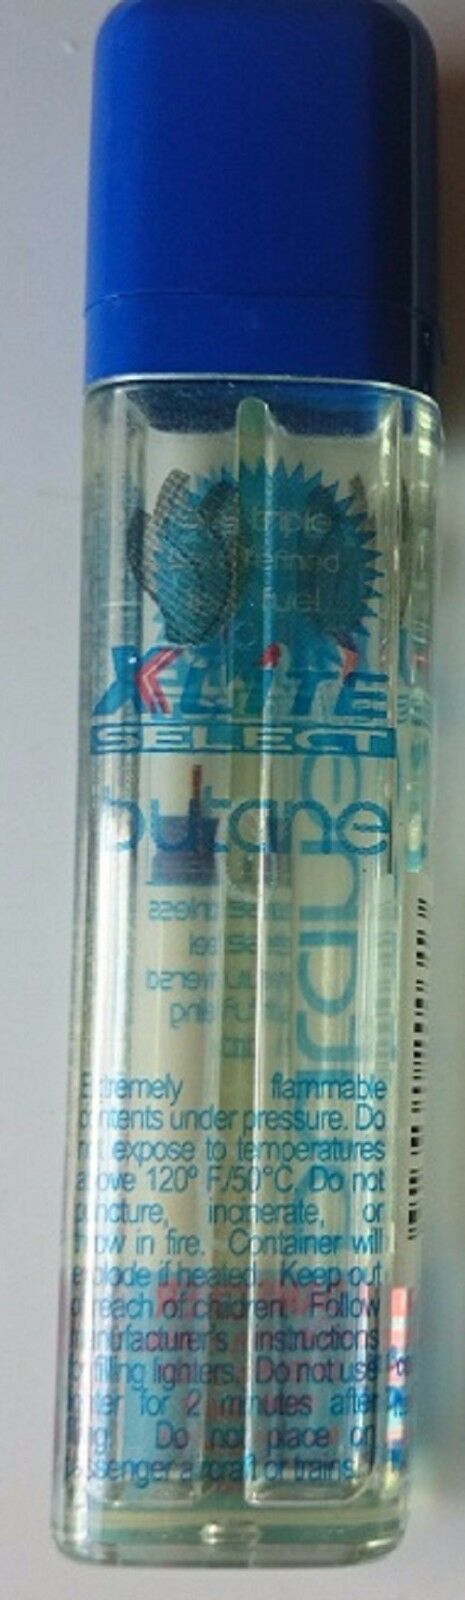 triple
refined
fuel
X-LITE
SELECT
butane
butane
Extremely flammable
contents under pressure. Do
not expose to temperatures
above 120° F./50°C. Do not
puncture, incinerate, or
throw in fire. Container will
explode if heated. Keep out
of reach of children. Follow
manufacturer's instructions
filling lighters. Do not use
lighter for 2 minutes after
filling. Do not place on
passenger aircraft or trains.